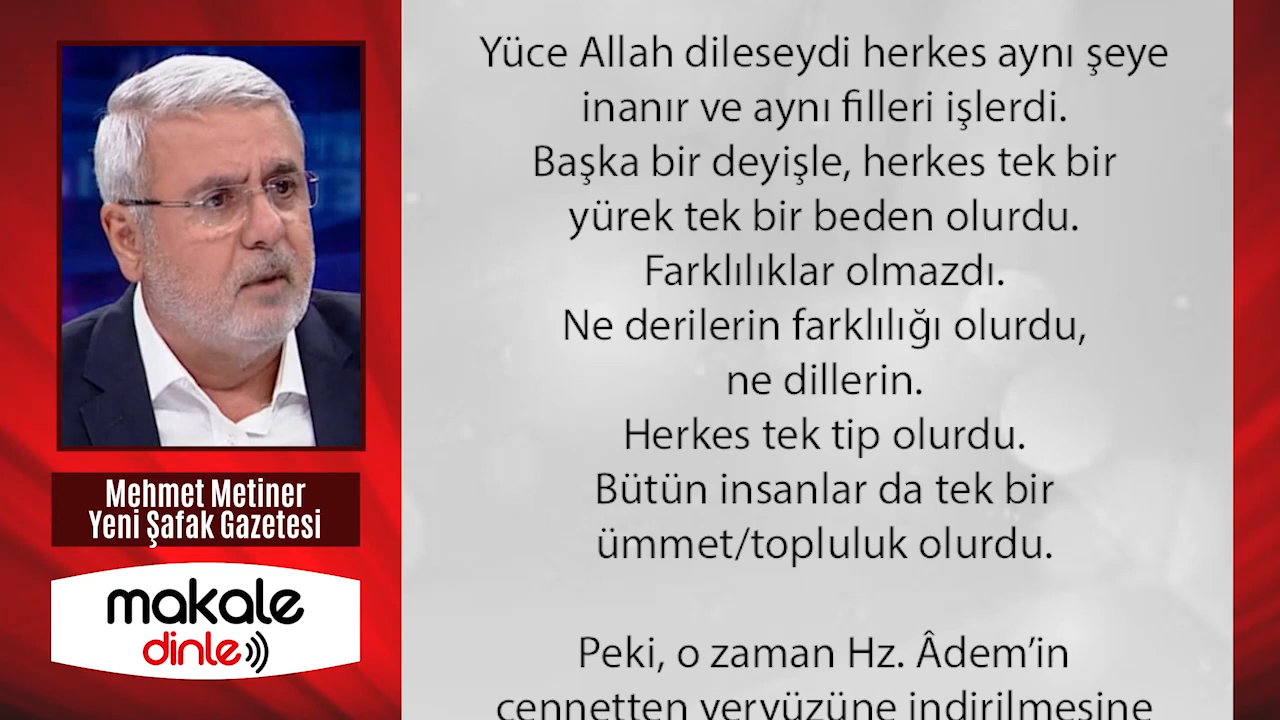 Mehmet Metiner
Yeni Şafak Gazetesi
makale
dinle
Yüce Allah dileseydi herkes aynı şeye
inanır ve aynı filleri işlerdi.
Başka bir deyişle, herkes tek bir
yürek tek bir beden olurdu.
Farklılıklar olmazdı.
Ne derilerin farklılığı olurdu,
ne dillerin.
Herkes tek tip olurdu.
Bütün insanlar da tek bir
ümmet/topluluk olurdu.
Peki, o zaman Hz. Âdem’in
cennetten yeryüzüne indirilmesine